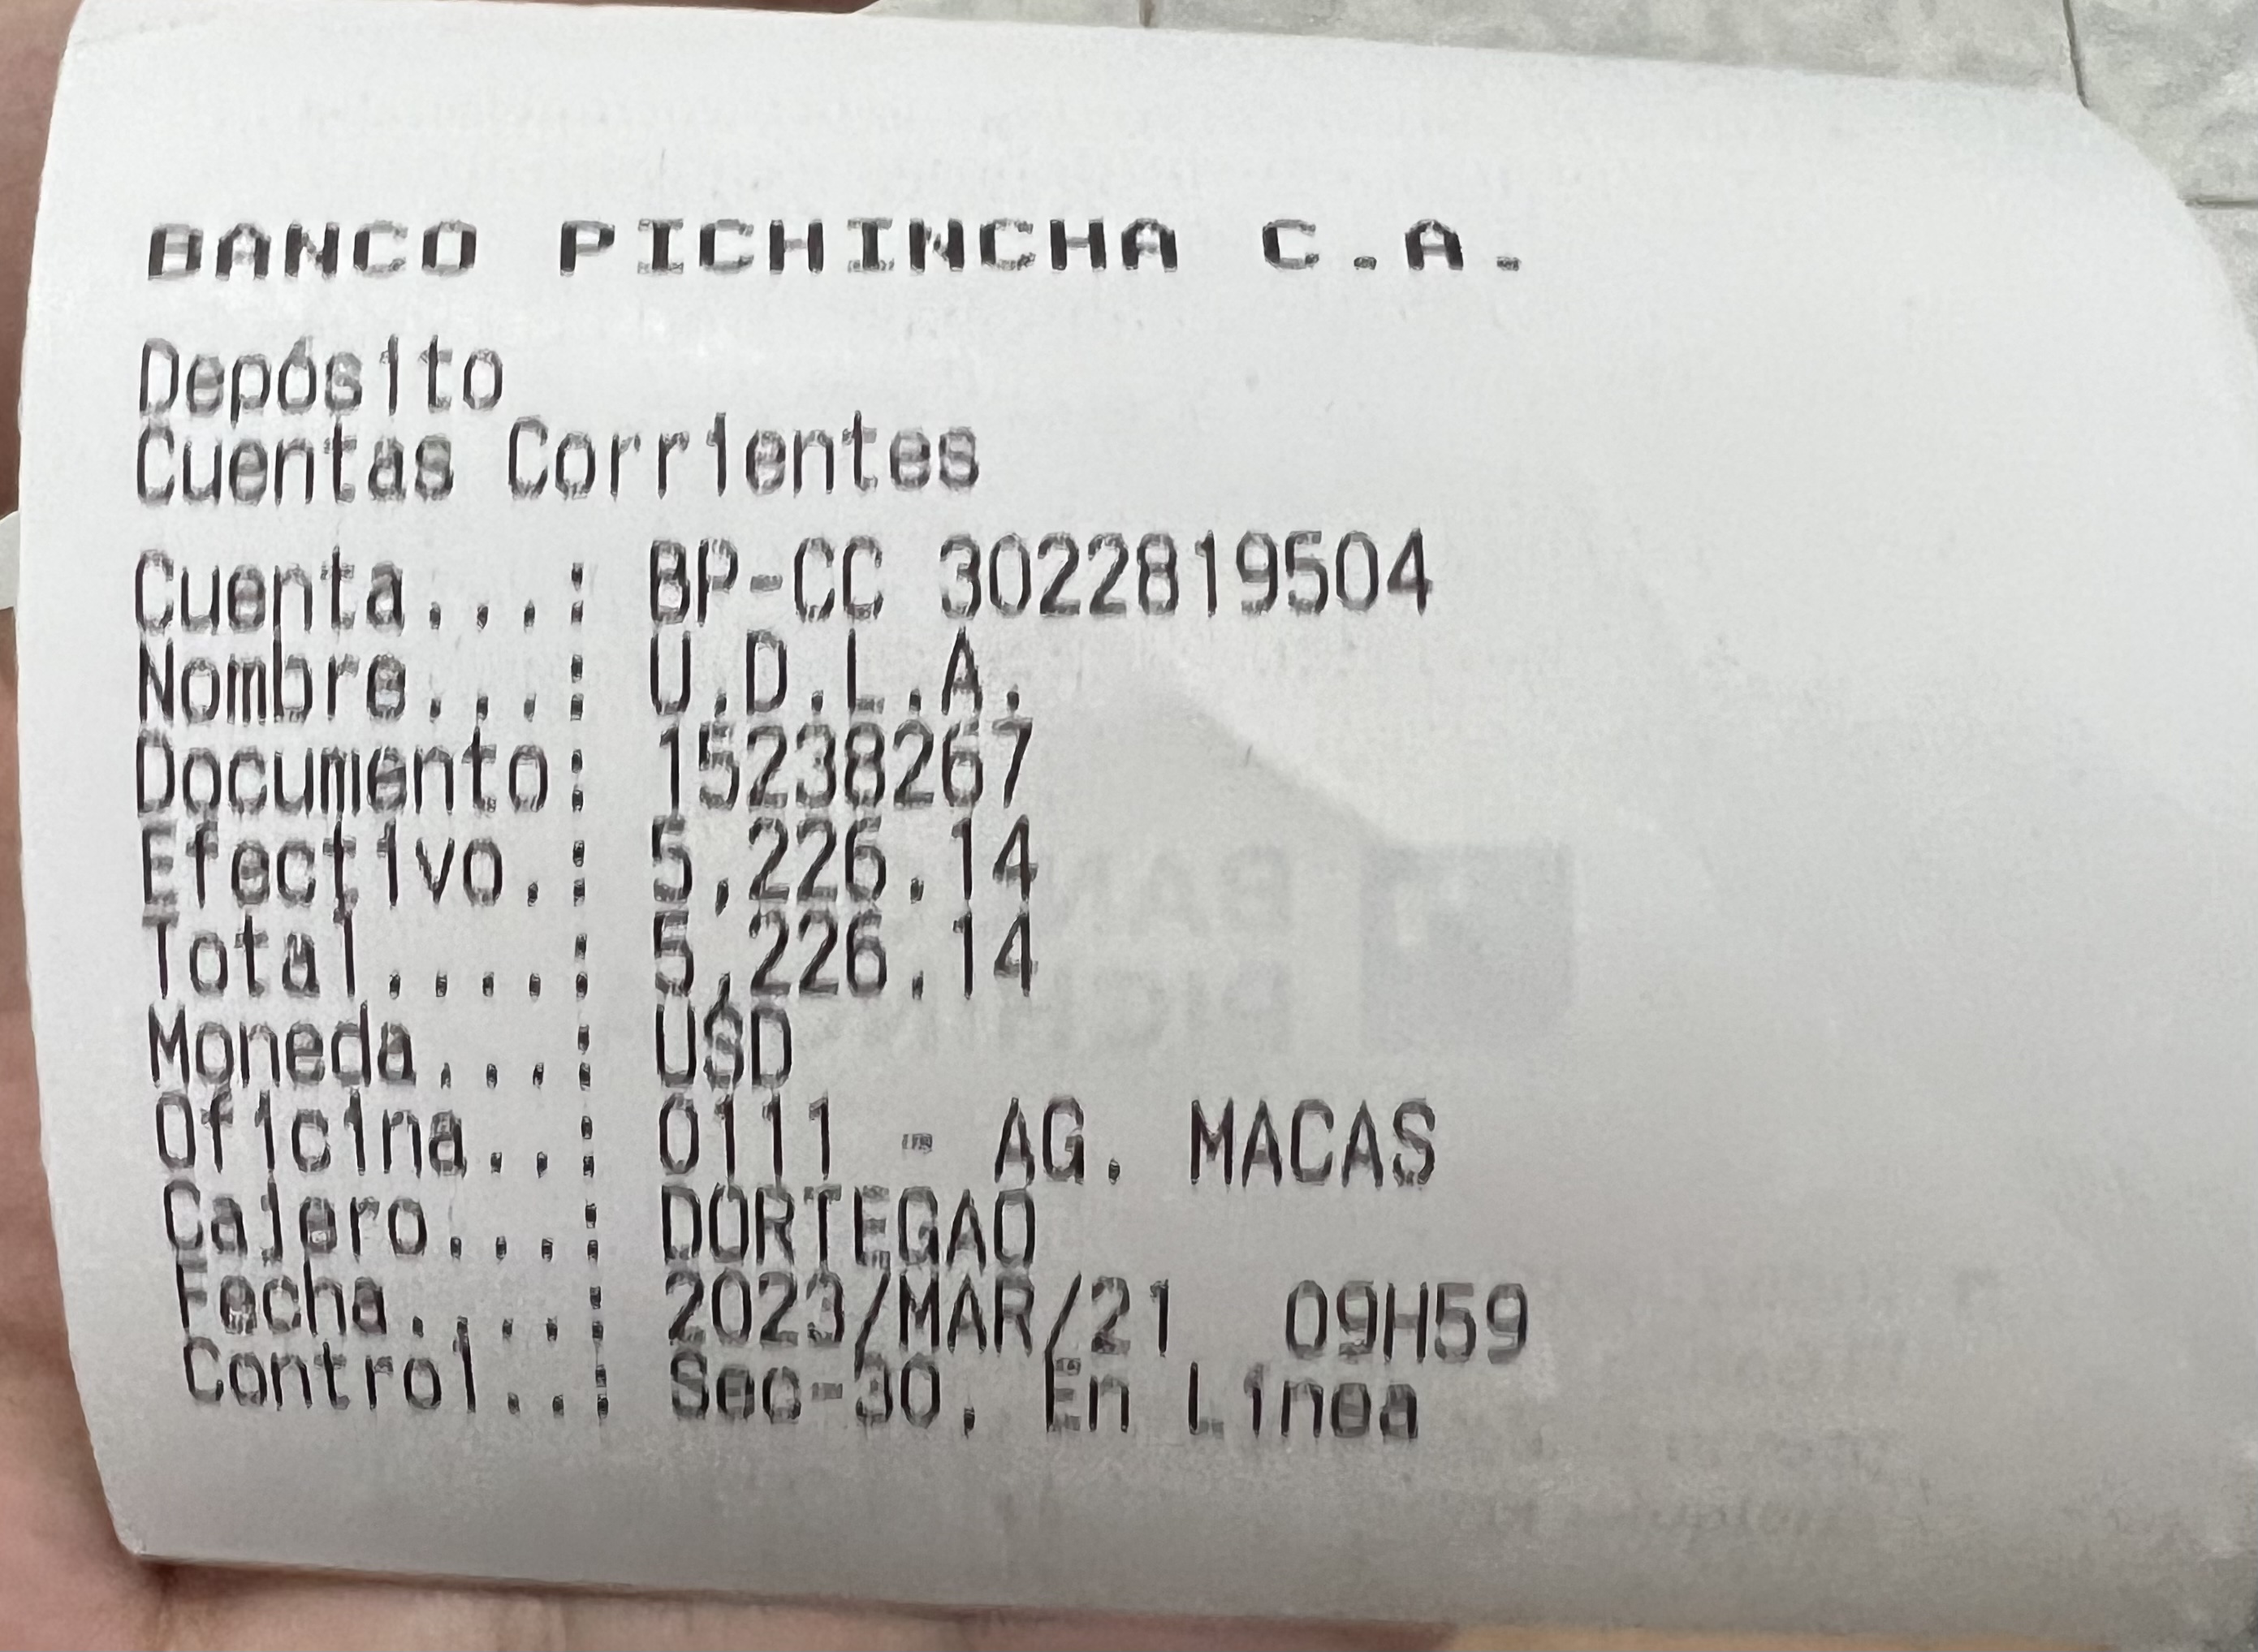 BANCO PICHINCHA C.A.
Depósito
Cuentas Corrientes
Cuenta...: BP-CC 3022819504
Nombre...: U.D.L.A.
Documento: 15238267
Efectivo.: 5,226.14
Total....: 5,226.14
Moneda...: USD
Oficina..: 0111 - AG. MACAS
Cajero...: DORTEGAO
Fecha....: 2023/MAR/21 09H59
Control..: Sec-30, En Linea